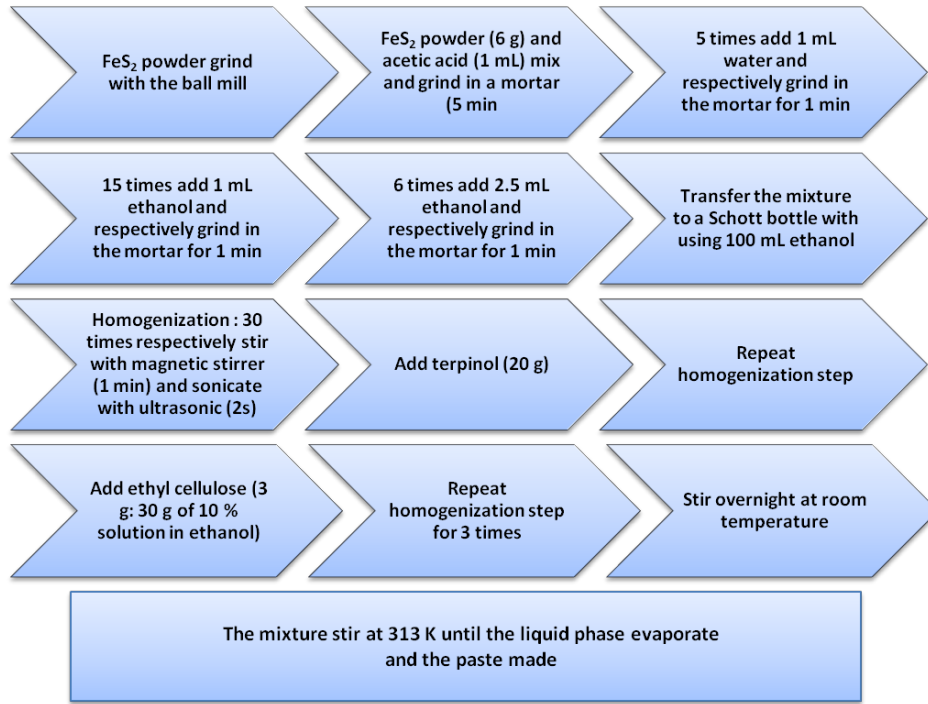 FeS₂ powder grind
with the ball mill
FeS₂ powder (6 g) and
acetic acid (1 mL) mix
and grind in a mortar
(5 min
5 times add 1 mL
water and
respectively grind in
the mortar for 1 min
15 times add 1 mL
ethanol and
respectively grind in
the mortar for 1 min
6 times add 2.5 mL
ethanol and
respectively grind in
the mortar for 1 min
Transfer the mixture
to a Schott bottle with
using 100 mL ethanol
Homogenization : 30
times respectively stir
with magnetic stirrer
(1 min) and sonicate
with ultrasonic (2s)
Add terpinol (20 g)
Repeat
homogenization step
Add ethyl cellulose (3
g: 30 g of 10 %
solution in ethanol)
Repeat
homogenization step
for 3 times
Stir overnight at room
temperature
The mixture stir at 313 K until the liquid phase evaporate
and the paste made